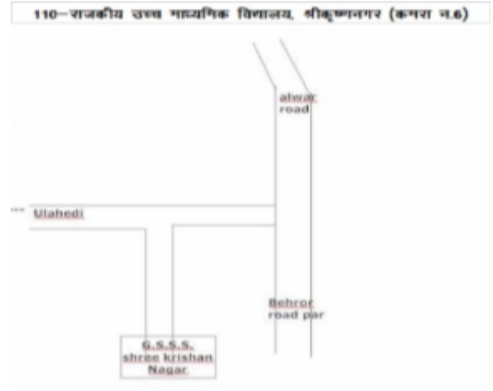 110–राजकीय उच्च माध्यमिक विद्यालय, श्रीकृष्णनगर (कमरा न.6)
alwar
road
Ulahedi
Behror
road par
G.S.S.S.
shree krishan
Nagar